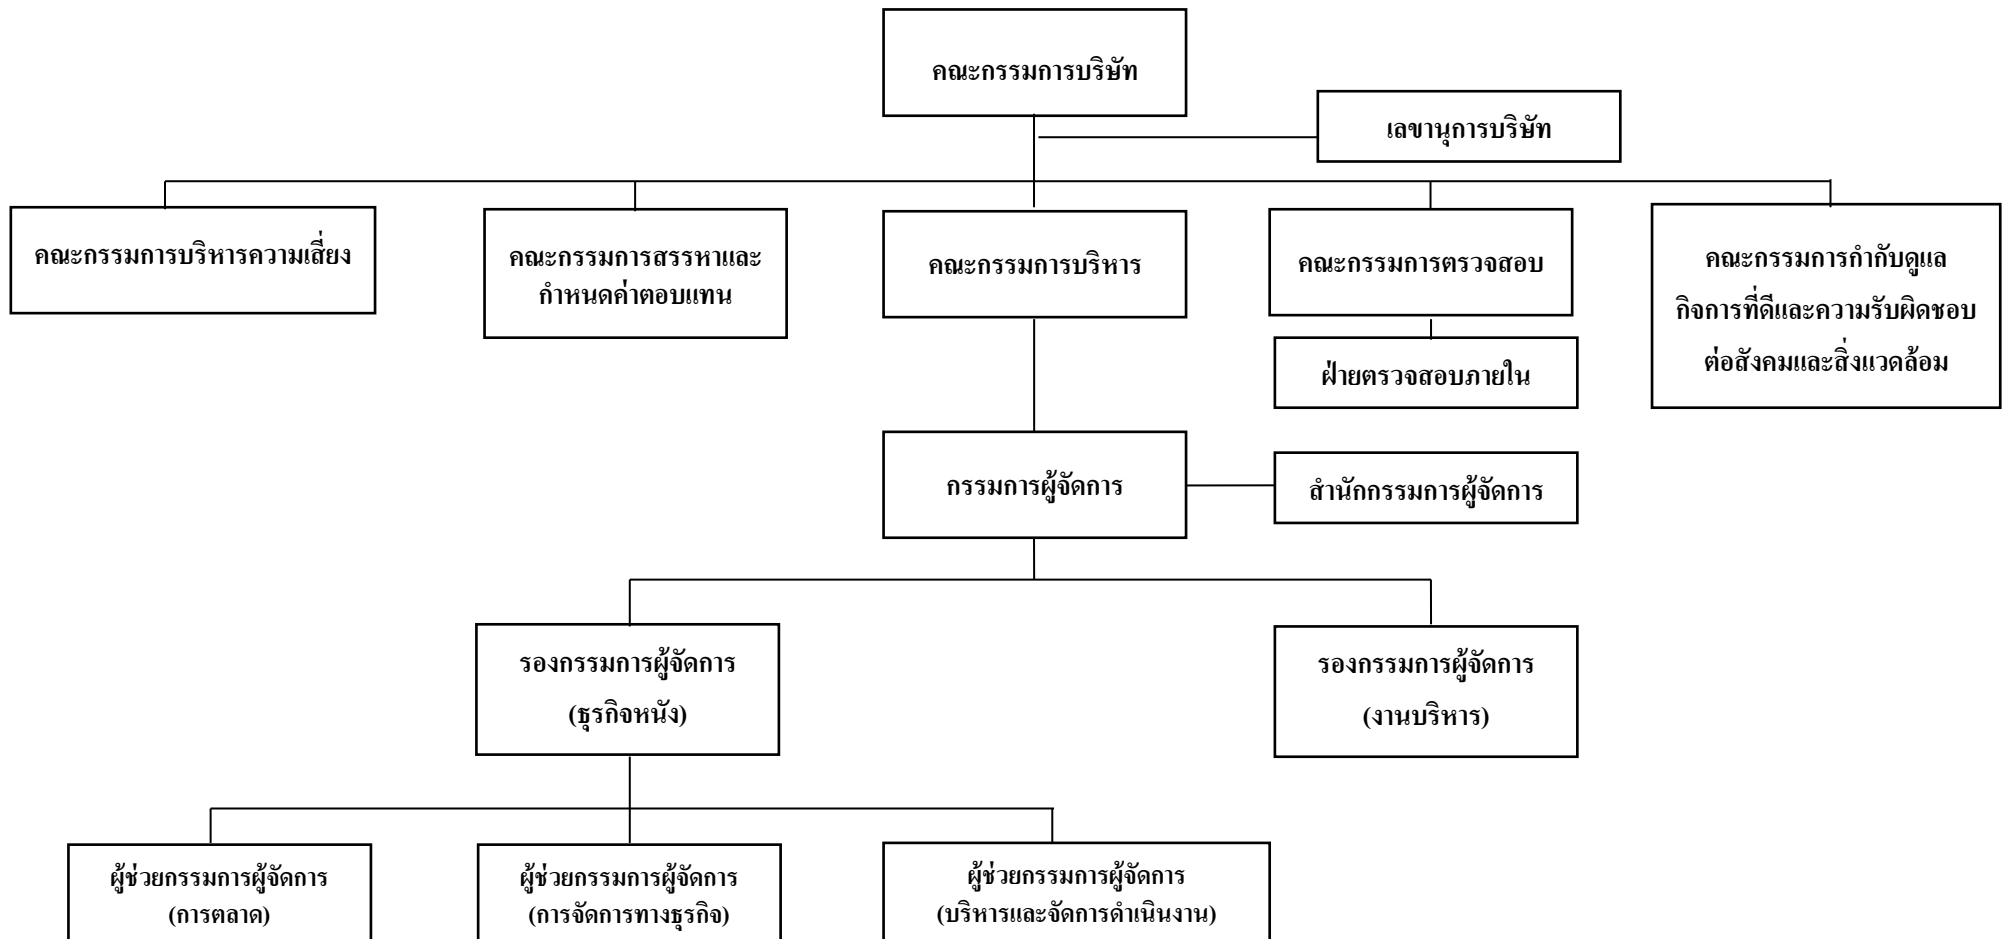 คณะกรรมการบริษัท
เลขานุการบริษัท
คณะกรรมการบริหารความเสี่ยง
คณะกรรมการสรรหาและ
กำหนดค่าตอบแทน
คณะกรรมการบริหาร
คณะกรรมการตรวจสอบ
คณะกรรมการกำกับดูแล
กิจการที่ดีและความรับผิดชอบ
ต่อสังคมและสิ่งแวดล้อม
ฝ่ายตรวจสอบภายใน
กรรมการผู้จัดการ
สำนักกรรมการผู้จัดการ
รองกรรมการผู้จัดการ
(ธุรกิจหนัง)
รองกรรมการผู้จัดการ
(งานบริหาร)
ผู้ช่วยกรรมการผู้จัดการ
(การตลาด)
ผู้ช่วยกรรมการผู้จัดการ
(การจัดการทางธุรกิจ)
ผู้ช่วยกรรมการผู้จัดการ
(บริหารและจัดการดำเนินงาน)